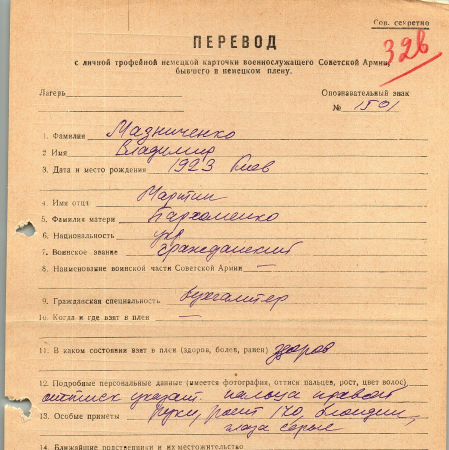 Сов. секретно
32в
ПЕРЕВОД
с личной трофейной немецкой карточки военнослужащего Советской Армии,
бывчего в немецком плену.
Лагерь
Опознавательный знак
№ 1501
1. Фамилия Мазниченко
2 Имя Владимир
3. Дата и место рождения 1923 Киев
4. Имя отца Мартин
5. Фамилия матери Пархоменко
6. Национальность укр
7. Воинское звание гражданский
8. Наименование воинской части Советской Армии —
9. Гражданская специальность бухгалтер
10. Когда и где взят в плен —
11. В каком состоянии взят в плен (здоров, болен, ранен) здоров
12. Подробные персональные данные (имеется фотография, оттиск пальцев, рост, цвет волос)
оттиск указат. пальца правой
13. Особые приметы руки, рост 170, блондин,
глаза серые
14. Ближайшие родственники и их местожительство